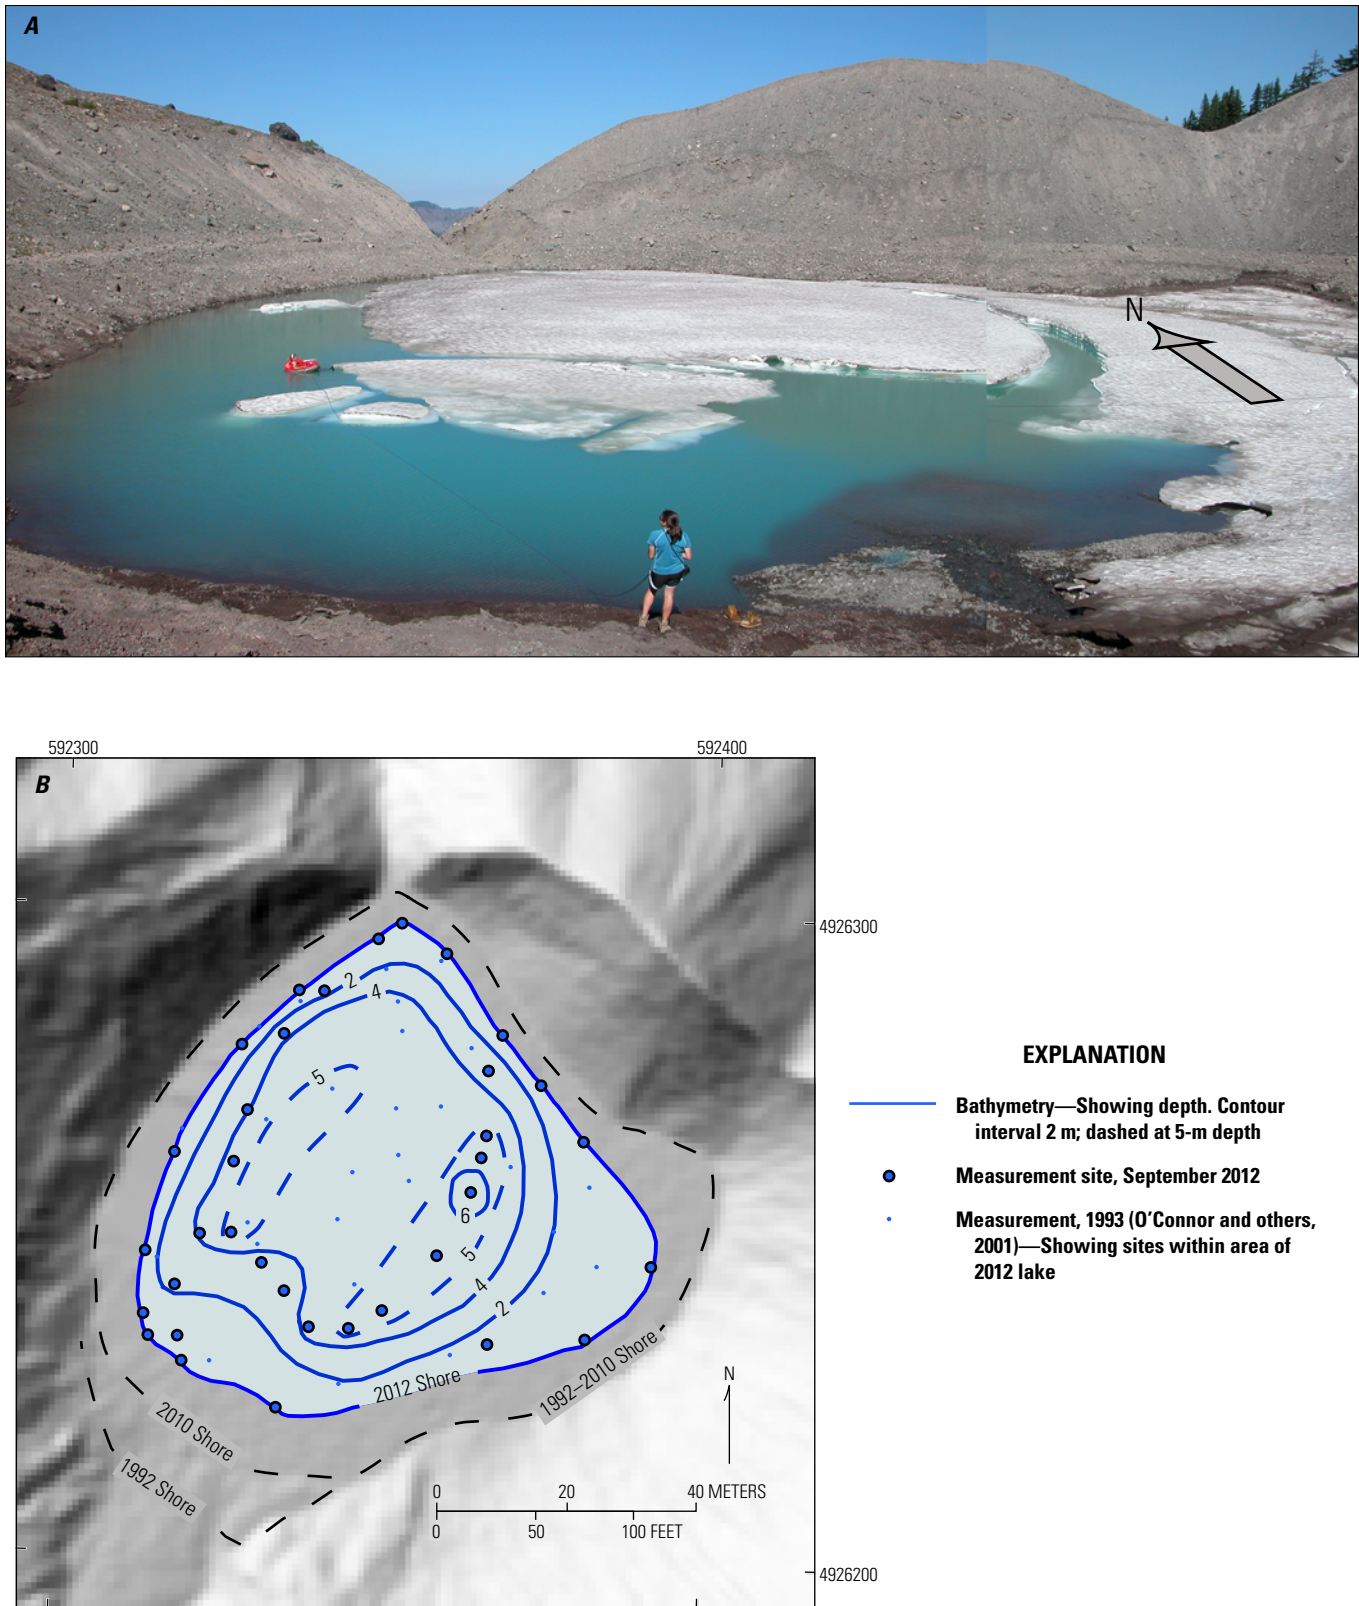 A
N
592300
592400
B
4926300
2
4
5
6
5
4
2
2012 Shore
1992–2010 Shore
2010 Shore
1992 Shore
N
0 20 40 METERS
0 50 100 FEET
4926200
EXPLANATION
Bathymetry—Showing depth. Contour
interval 2 m; dashed at 5-m depth
Measurement site, September 2012
Measurement, 1993 (O’Connor and others,
2001)—Showing sites within area of
2012 lake